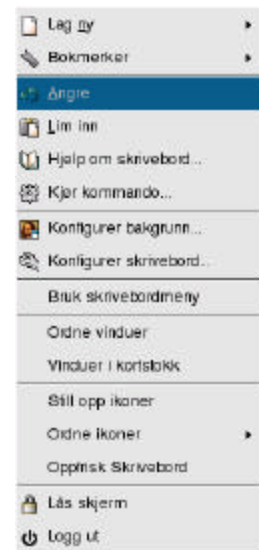 Lag ny
Bokmerker
Angre
Lim inn
Hjelp om skrivebord...
Kjør kommando...
Konfigurer bakgrunn...
Konfigurer skrivebord...
Bruk skrivebordmeny
Ordne vinduer
Vinduer i kortstokk
Still opp ikoner
Ordne ikoner
Oppfrisk Skrivebord
Lås skjerm
Logg ut